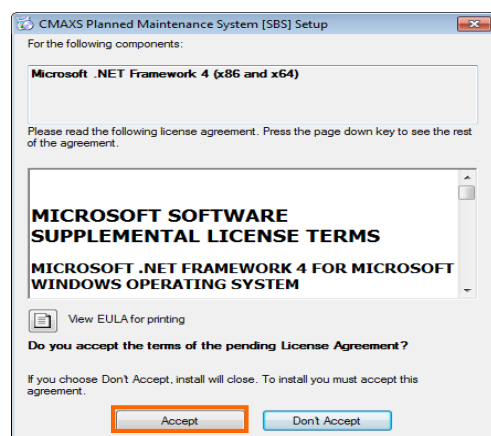 CMAXS Planned Maintenance System [SBS] Setup
For the following components:
Microsoft .NET Framework 4 (x86 and x64)
Please read the following license agreement. Press the page down key to see the rest
of the agreement.
MICROSOFT SOFTWARE
SUPPLEMENTAL LICENSE TERMS
MICROSOFT .NET FRAMEWORK 4 FOR MICROSOFT
WINDOWS OPERATING SYSTEM
View EULA for printing
Do you accept the terms of the pending License Agreement?
If you choose Don't Accept, install will close. To install you must accept this
agreement.
Accept Don't Accept